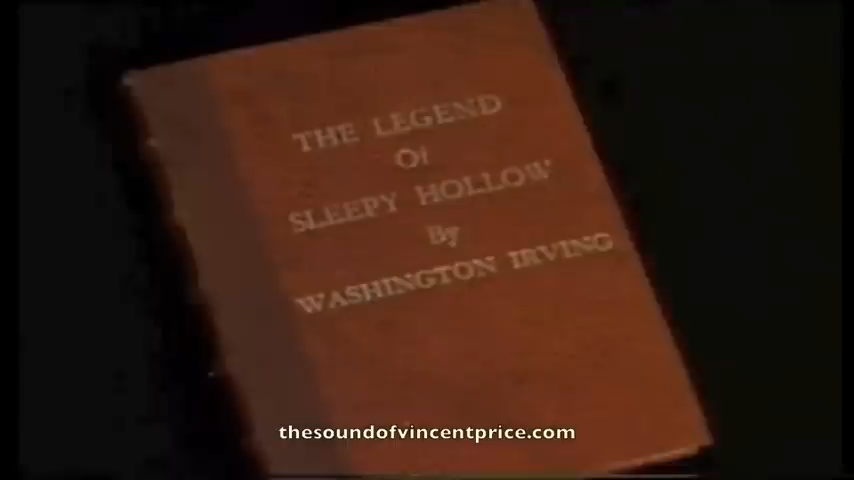 THE LEGEND
Of
SLEEPY HOLLOW
By
WASHINGTON IRVING
thesoundofvincentprice.com